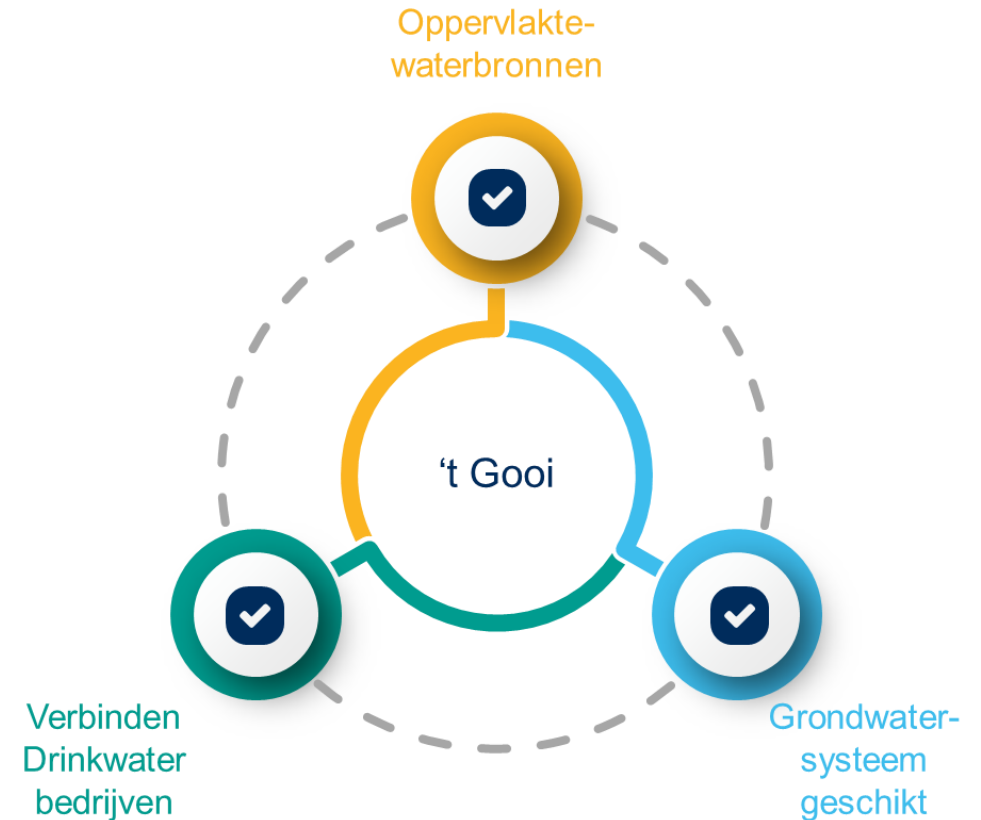 Oppervlakte-
waterbronnen
‘t Gooi
Verbinden
Drinkwater
bedrijven
Grondwater-
systeem
geschikt